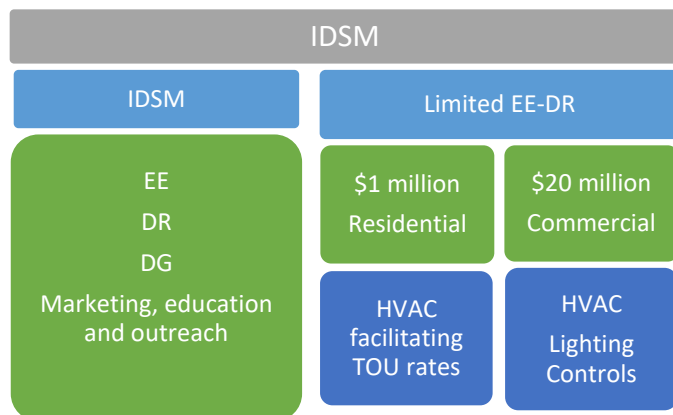 IDSM
IDSM
Limited EE-DR
EE
DR
DG
Marketing, education
and outreach
$1 million
Residential
$20 million
Commercial
HVAC
facilitating
TOU rates
HVAC
Lighting
Controls